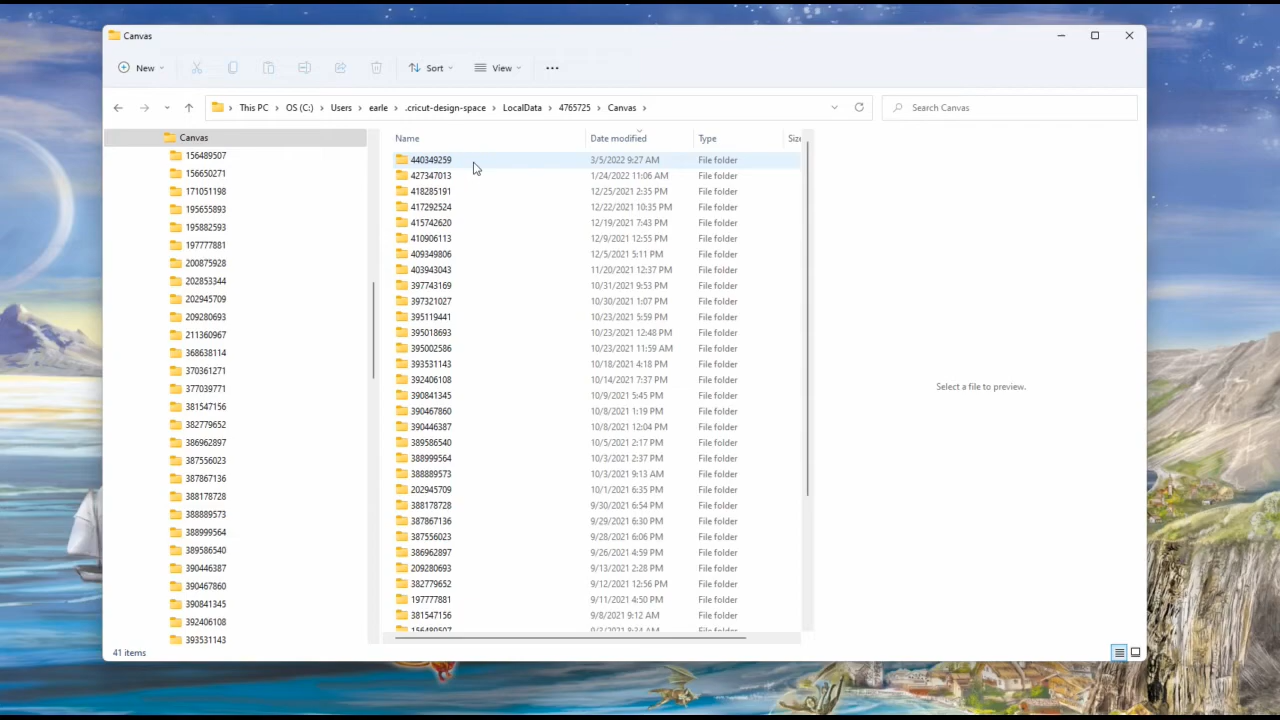 Canvas
New
Sort
View
This PC > OS (C:) > Users > earle > .cricut-design-space > LocalData > 4765725 > Canvas >
Search Canvas
Canvas
156489507
156650271
171051198
195655893
195882593
197777881
200875928
202853344
202945709
209280693
211360967
368638114
370361271
377039771
381547156
382779652
386962897
387556023
387867136
388178728
388889573
388999564
389586540
390446387
390467860
390841345
392406108
393531143
Name Date modified Type Size
440349259 3/5/2022 9:27 AM File folder
427347013 1/24/2022 11:06 AM File folder
418285191 12/25/2021 2:35 PM File folder
417292524 12/22/2021 10:35 PM File folder
415742620 12/19/2021 7:43 PM File folder
410906113 12/9/2021 12:55 PM File folder
409349806 12/5/2021 5:11 PM File folder
403943043 11/20/2021 12:37 PM File folder
397743169 10/31/2021 9:53 PM File folder
397321027 10/30/2021 1:07 PM File folder
395119441 10/23/2021 5:59 PM File folder
395018693 10/23/2021 12:48 PM File folder
395002586 10/23/2021 11:59 AM File folder
393531143 10/18/2021 4:18 PM File folder
392406108 10/14/2021 7:37 PM File folder
390841345 10/9/2021 5:45 PM File folder
390467860 10/8/2021 1:19 PM File folder
390446387 10/8/2021 12:04 PM File folder
389586540 10/5/2021 2:17 PM File folder
388999564 10/3/2021 2:37 PM File folder
388889573 10/3/2021 9:13 AM File folder
202945709 10/1/2021 6:35 PM File folder
388178728 9/30/2021 6:54 PM File folder
387867136 9/29/2021 6:30 PM File folder
387556023 9/28/2021 6:06 PM File folder
386962897 9/26/2021 4:59 PM File folder
209280693 9/13/2021 2:28 PM File folder
382779652 9/12/2021 12:56 PM File folder
197777881 9/11/2021 4:50 PM File folder
381547156 9/8/2021 9:12 AM File folder
156489507 File folder
Select a file to preview.
41 items